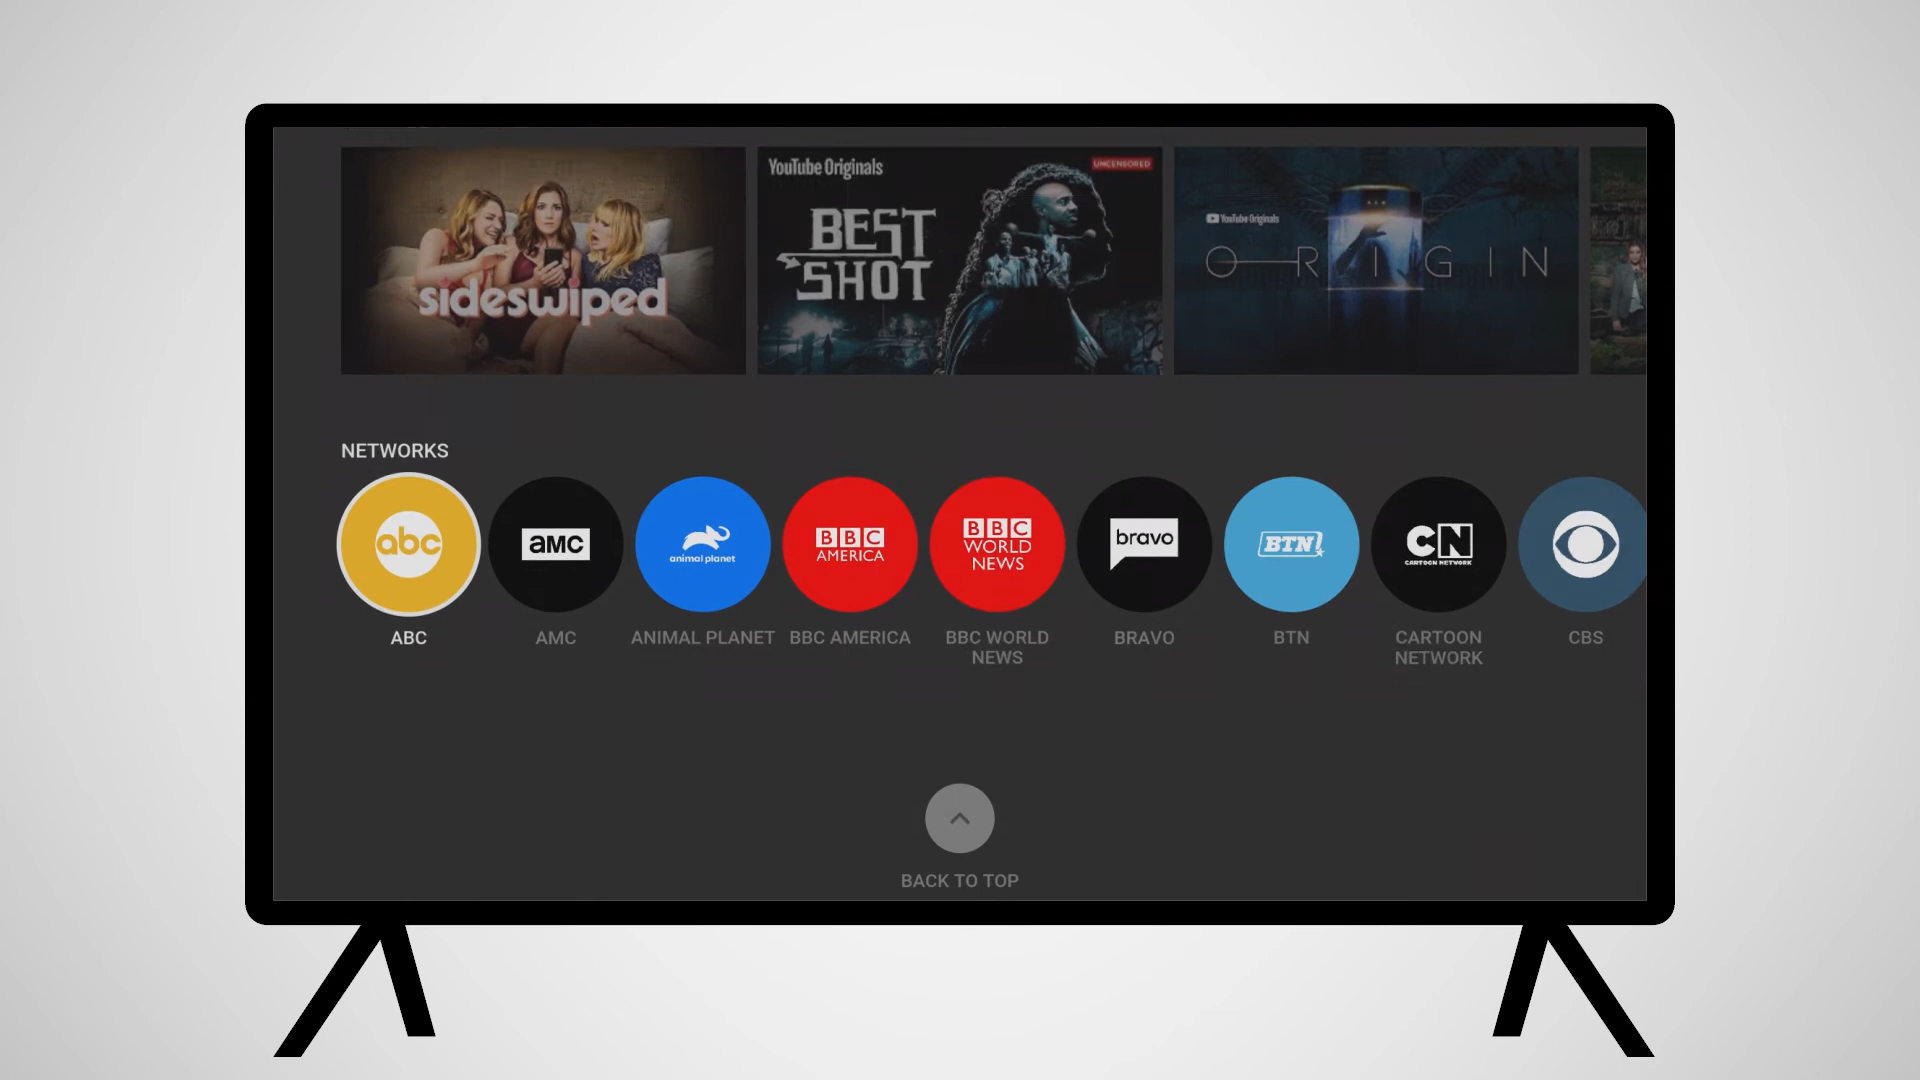 sideswiped
YouTube Originals
UNCENSORED
BEST
SHOT
YouTube Originals
ORIGIN
NETWORKS
abc
aMC
animal planet
BBC
AMERICA
BBC
WORLD
NEWS
bravo
BTN
CN
CARTOON NETWORK
ABC
AMC
ANIMAL PLANET
BBC AMERICA
BBC WORLD
NEWS
BRAVO
BTN
CARTOON
NETWORK
CBS
BACK TO TOP